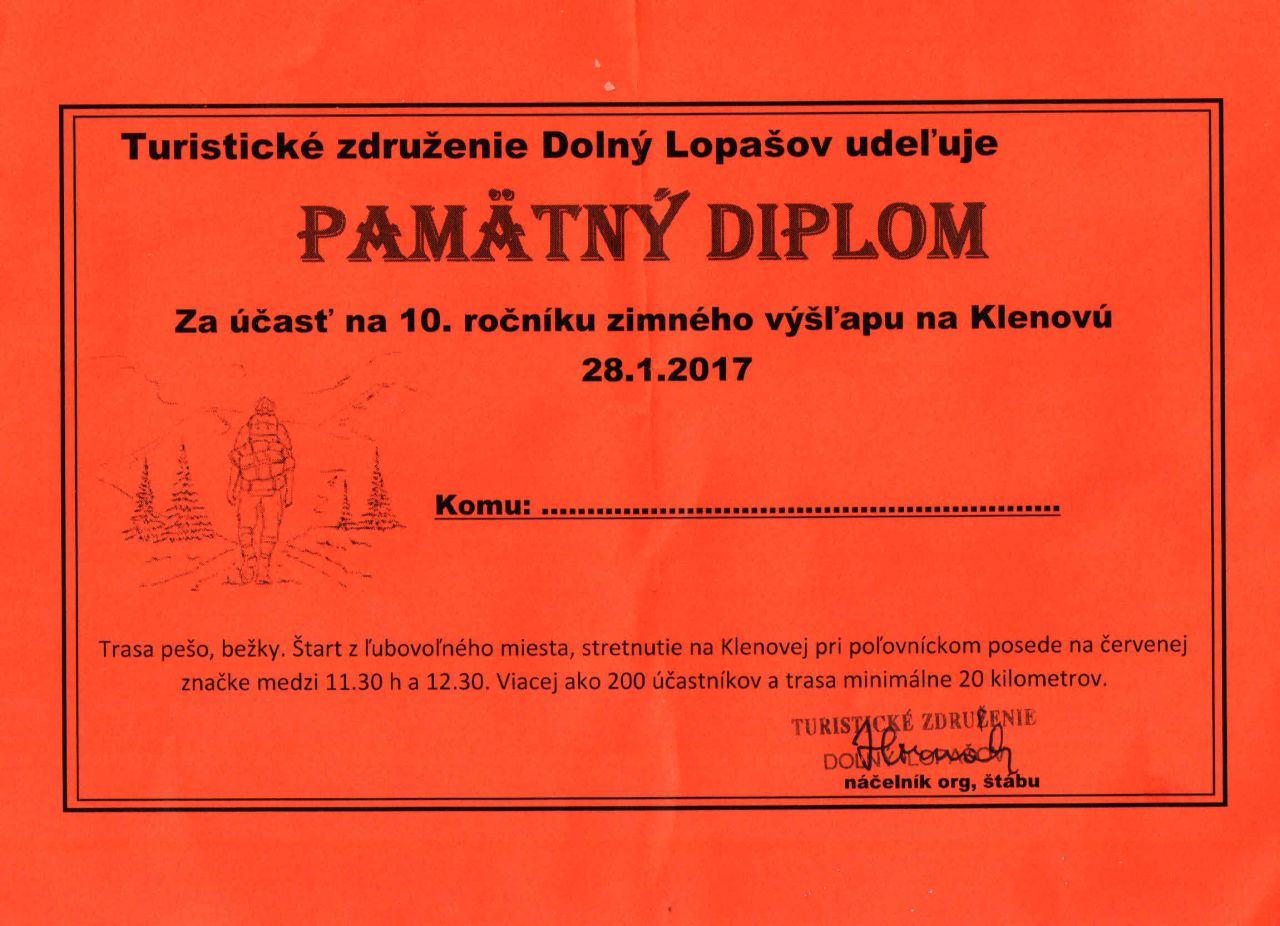 Turistické združenie Dolný Lopašov udeľuje
PAMÄTNÝ DIPLOM
Za účasť na 10. ročníku zimného výšľapu na Klenovú
28.1.2017
Komu: ..........................................................
Trasa pešo, bežky. Štart z ľubovoľného miesta, stretnutie na Klenovej pri poľovníckom posede na červenej
značke medzi 11.30 h a 12.30. Viacej ako 200 účastníkov a trasa minimálne 20 kilometrov.
TURISTICKÉ ZDRUŽENIE
DOLNÝ LOPAŠOV
náčelník org, štábu